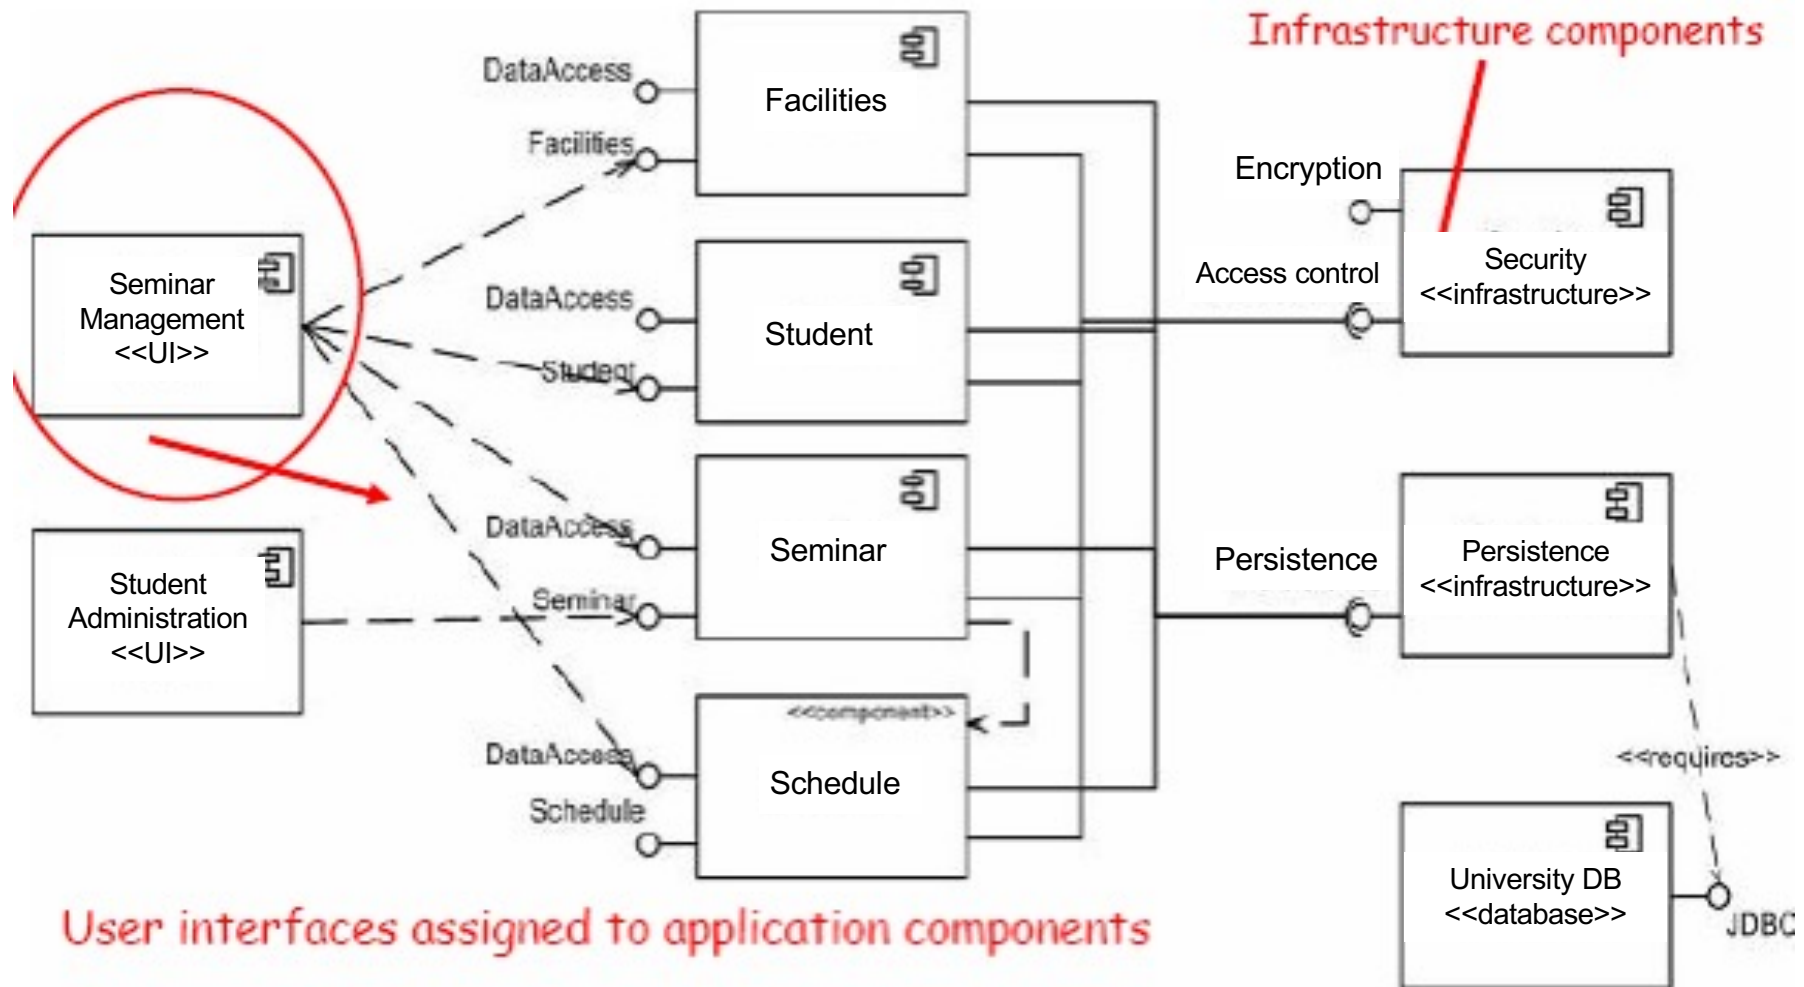 Infrastructure components
DataAccess
Facilities
Facilities
Encryption
Access control
Security
<<infrastructure>>
Seminar
Management
<<UI>>
DataAccess
Student
Student
DataAccess
Seminar
Seminar
Persistence
Persistence
<<infrastructure>>
Student
Administration
<<UI>>
<<component>>
DataAccess
Schedule
Schedule
<<requires>>
University DB
<<database>>
JDBC
User interfaces assigned to application components